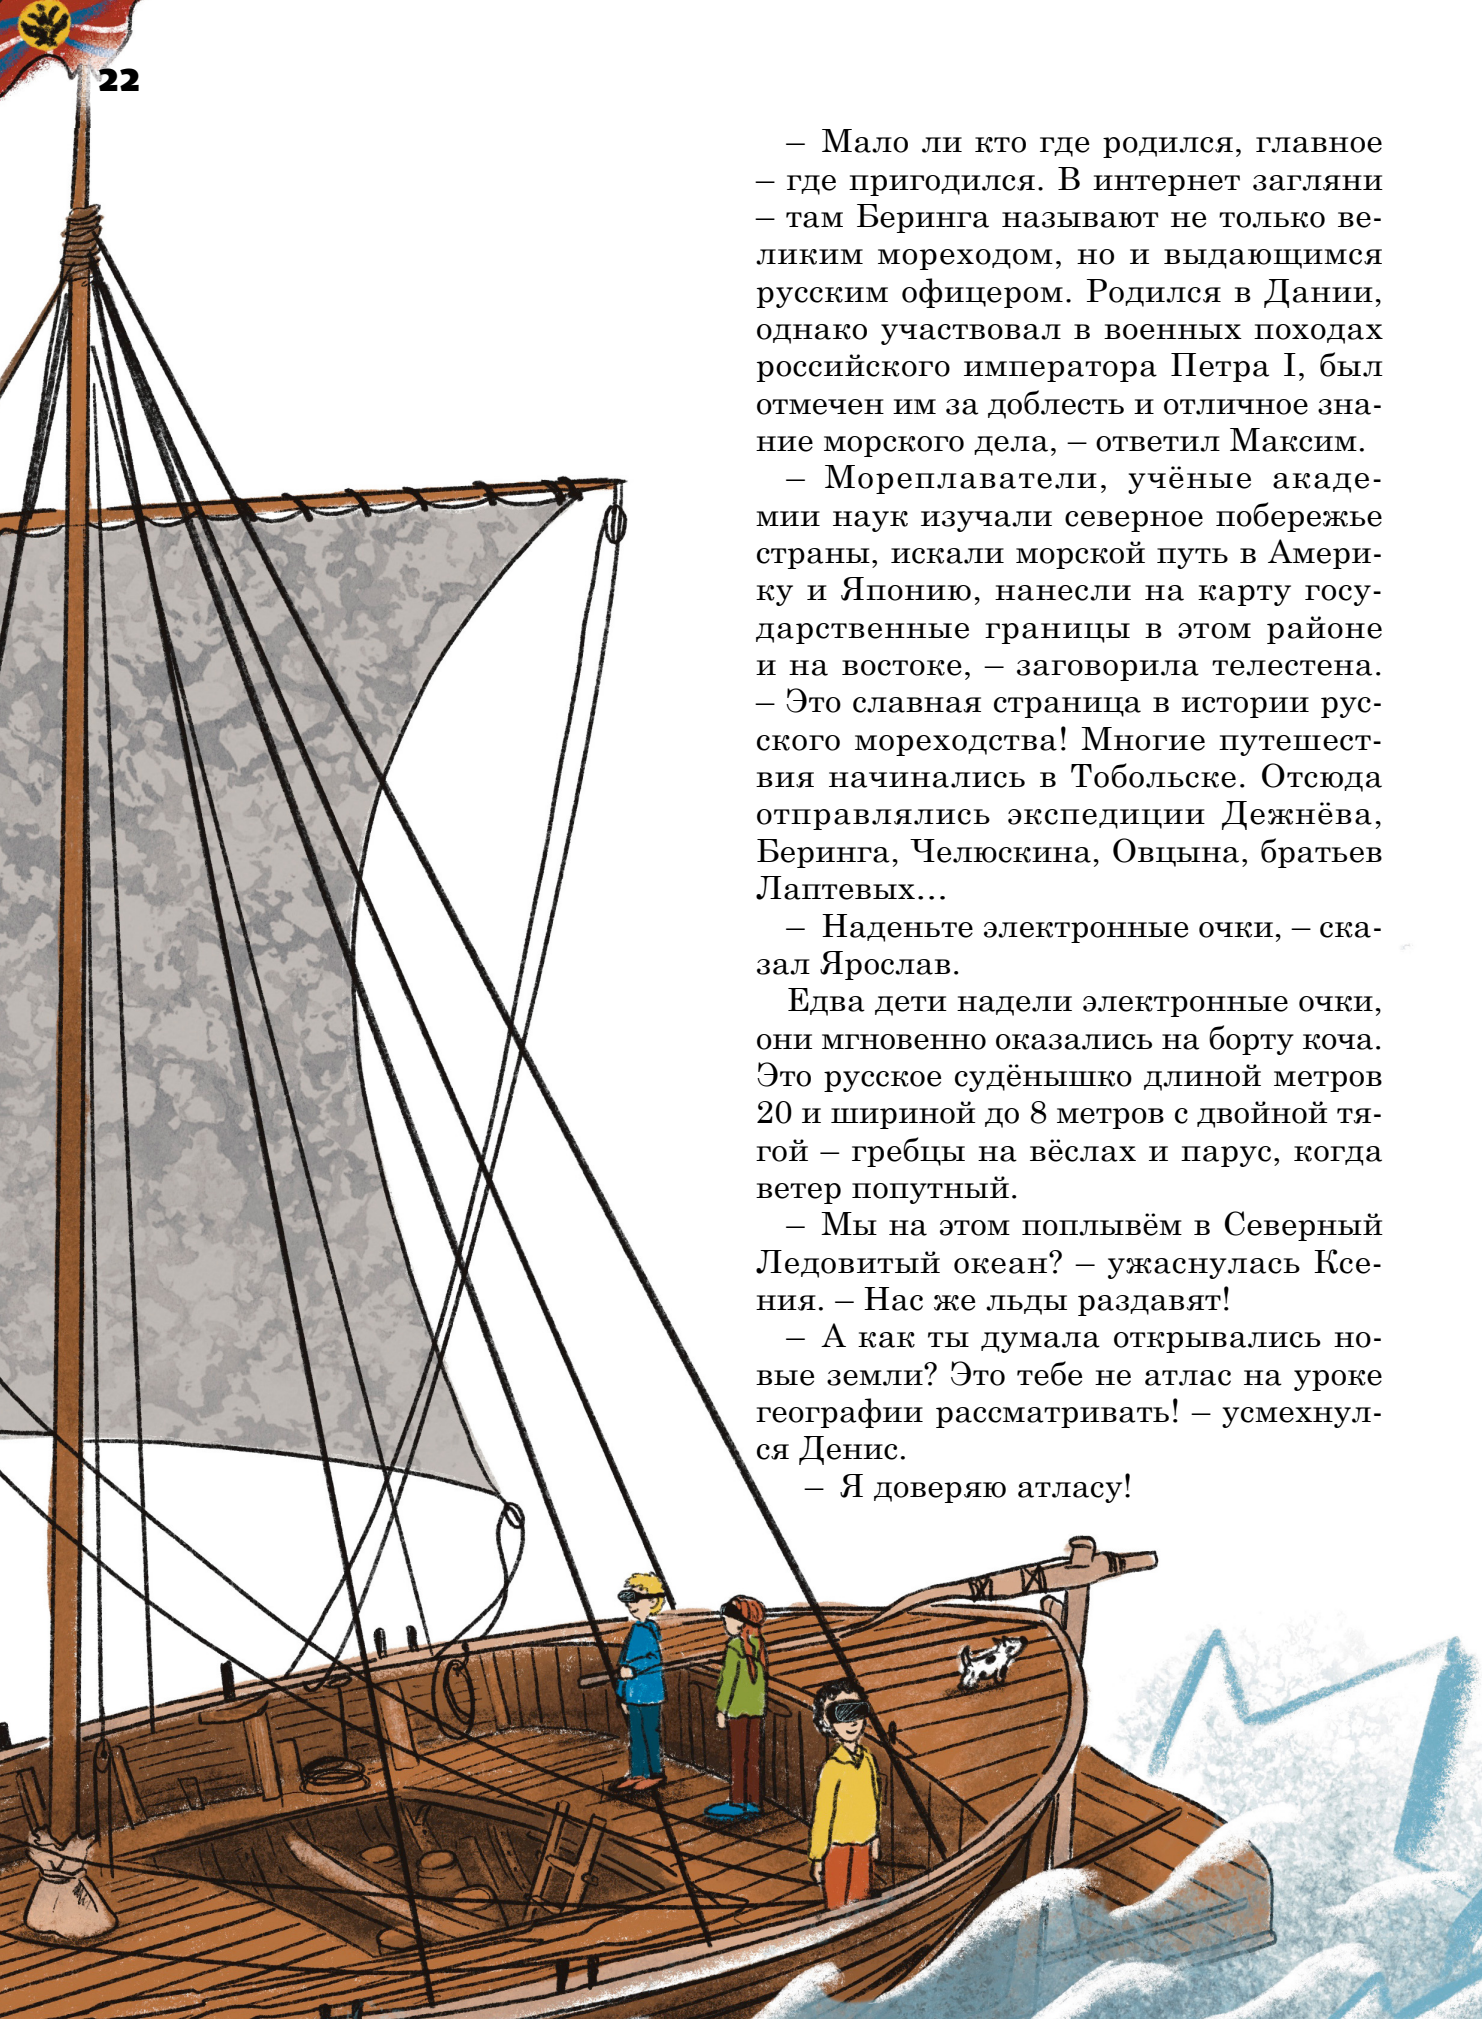 22
– Мало ли кто где родился, главное
– где пригодился. В интернет загляни
– там Беринга называют не только ве-
ликим мореходом, но и выдающимся
русским офицером. Родился в Дании,
однако участвовал в военных походах
российского императора Петра I, был
отмечен им за доблесть и отличное зна-
ние морского дела, – ответил Максим.
– Мореплаватели, учёные акаде-
мии наук изучали северное побережье
страны, искали морской путь в Амери-
ку и Японию, нанесли на карту госу-
дарственные границы в этом районе
и на востоке, – заговорила телестена.
– Это славная страница в истории рус-
ского мореходства! Многие путешест-
вия начинались в Тобольске. Отсюда
отправлялись экспедиции Дежнёва,
Беринга, Челюскина, Овцына, братьев
Лаптевых...
– Наденьте электронные очки, – ска-
зал Ярослав.
Едва дети надели электронные очки,
они мгновенно оказались на борту коча.
Это русское судёнышко длиной метров
20 и шириной до 8 метров с двойной тя-
гой – гребцы на вёслах и парус, когда
ветер попутный.
– Мы на этом поплывём в Северный
Ледовитый океан? – ужаснулась Ксе-
ния. – Нас же льды раздавят!
– А как ты думала открывались но-
вые земли? Это тебе не атлас на уроке
географии рассматривать! – усмехнул-
ся Денис.
– Я доверяю атласу!